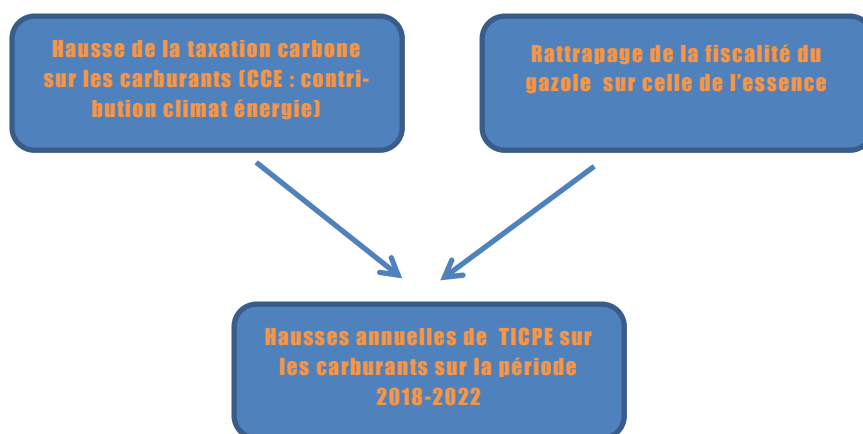 Hausse de la taxation carbone
sur les carburants (CCE : contri-
bution climat énergie)
Rattrapage de la fiscalité du
gazole sur celle de l'essence
Hausses annuelles de TICPE sur
les carburants sur la période
2018-2022